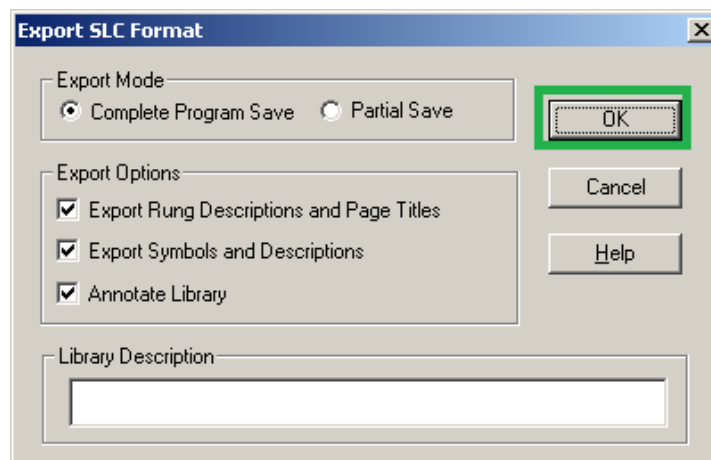 Export SLC Format
Export Mode
Complete Program Save Partial Save
OK
Export Options
Export Rung Descriptions and Page Titles
Export Symbols and Descriptions
Annotate Library
Cancel
Help
Library Description